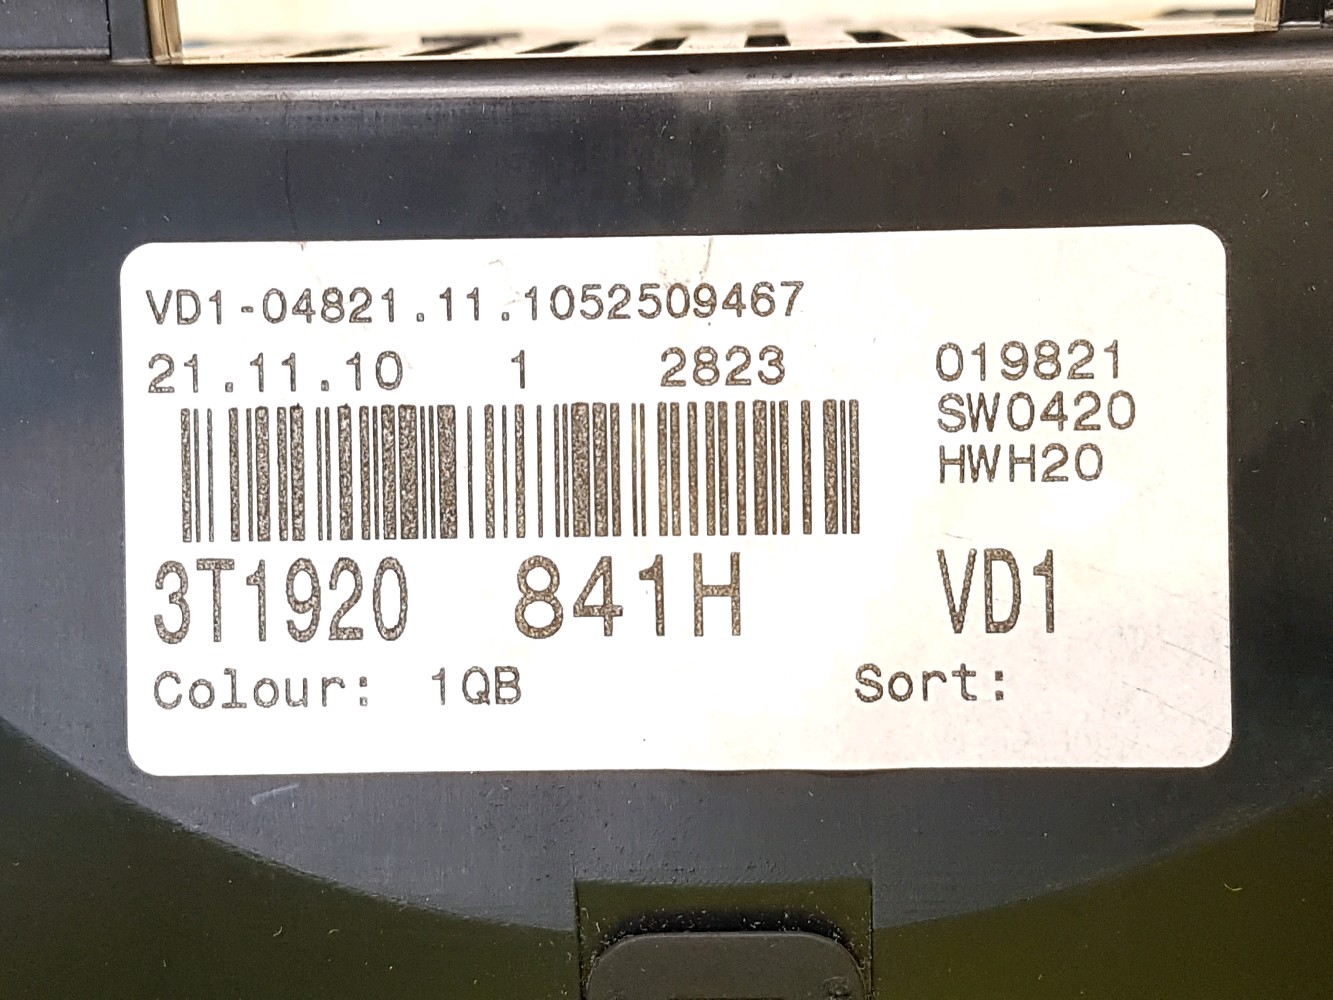 VD1-04821.11.1052509467
21.11.10 1 2823 019821
SW0420
HWH20
3T1920 841H VD1
Colour: 1QB Sort: